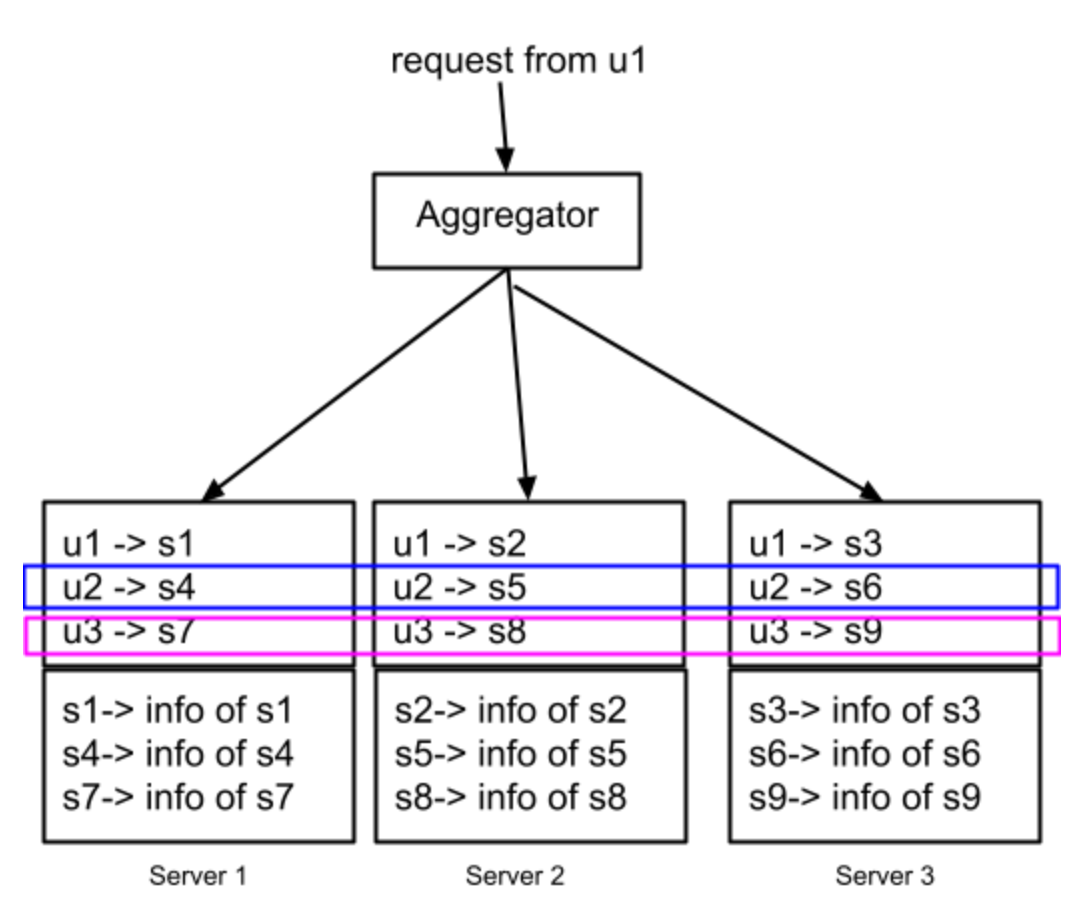 request from u1
Aggregator
u1 -> s1
u2 -> s4
u3 -> s7
s1-> info of s1
s4-> info of s4
s7-> info of s7
Server 1
u1 -> s2
u2 -> s5
u3 -> s8
s2-> info of s2
s5-> info of s5
s8-> info of s8
Server 2
u1 -> s3
u2 -> s6
u3 -> s9
s3-> info of s3
s6-> info of s6
s9-> info of s9
Server 3